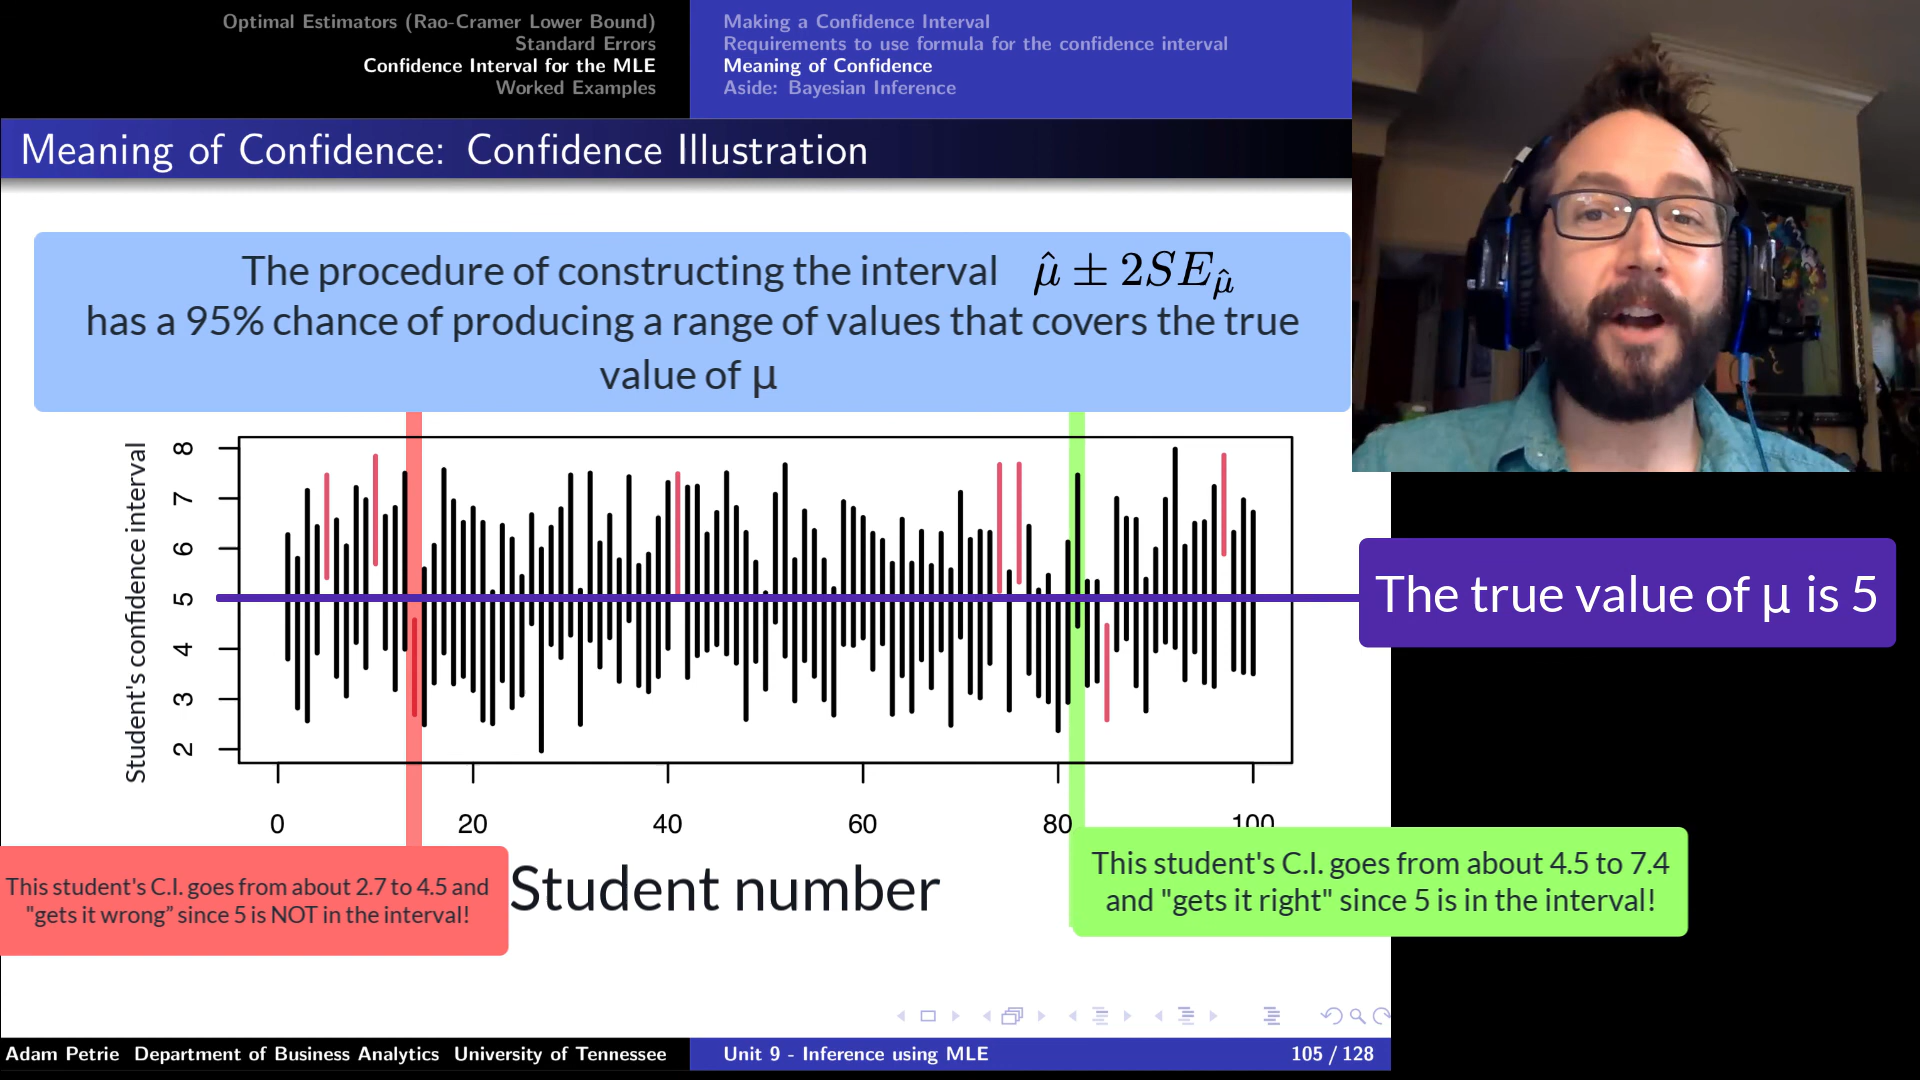 Optimal Estimators (Rao-Cramer Lower Bound)
Standard Errors
Confidence Interval for the MLE
Worked Examples
Making a Confidence Interval
Requirements to use formula for the confidence interval
Meaning of Confidence
Aside: Bayesian Inference
Meaning of Confidence: Confidence Illustration
The procedure of constructing the interval μ̂ ± 2SE_μ̂
has a 95% chance of producing a range of values that covers the true
value of μ
Student's confidence interval
8
7
6
5
4
3
2
The true value of μ is 5
0 20 40 60 80 100
Student number
This student's C.I. goes from about 2.7 to 4.5 and
"gets it wrong” since 5 is NOT in the interval!
This student's C.I. goes from about 4.5 to 7.4
and "gets it right" since 5 is in the interval!
Adam Petrie Department of Business Analytics University of Tennessee
Unit 9 - Inference using MLE
105 / 128